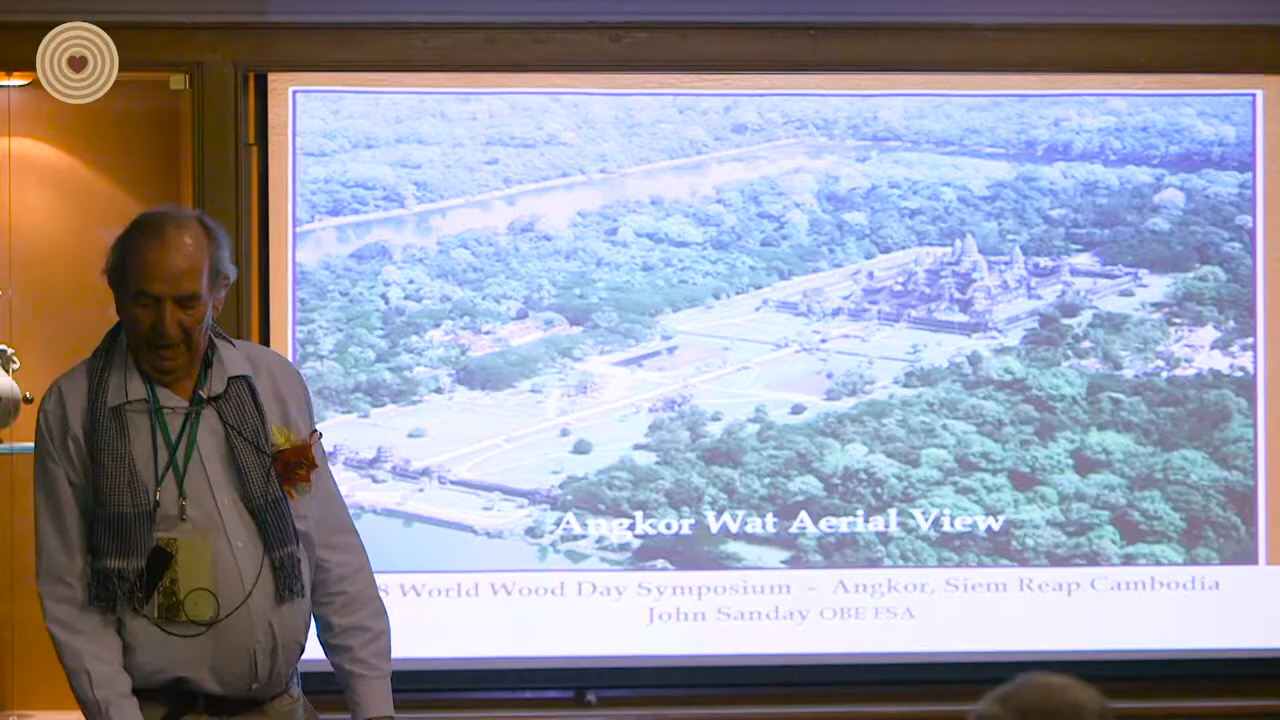 Angkor Wat Aerial View
8 World Wood Day Symposium - Angkor, Siem Reap Cambodia
John Sanday OBE FSA